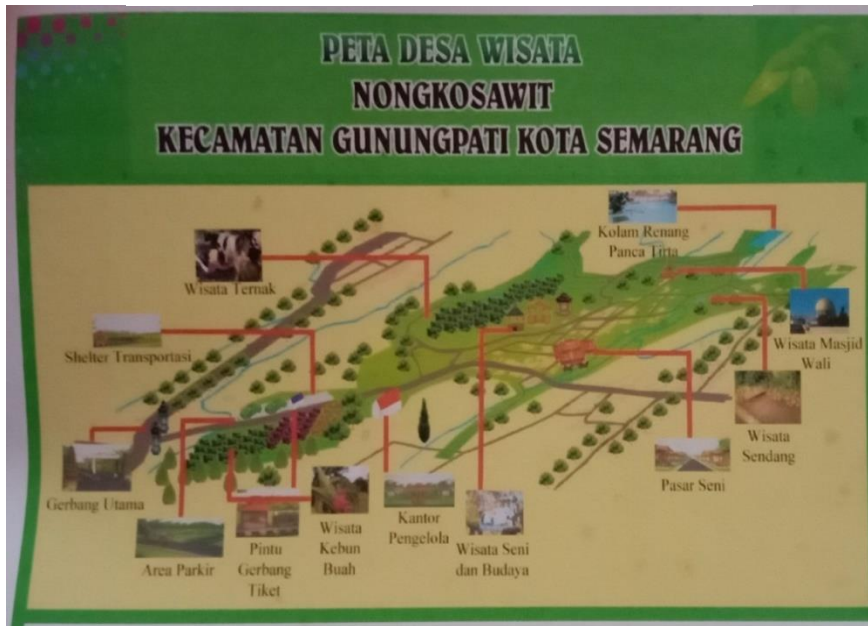 PETA DESA WISATA
NONGKOSAWIT
KECAMATAN GUNUNGPATI KOTA SEMARANG
Kolam Renang
Panca Tirta
Wisata Ternak
Shelter Transportasi
Wisata Masjid
Wali
Wisata
Sendang
Pasar Seni
Gerbang Utama
Area Parkir
Pintu
Gerbang
Tiket
Wisata
Kebun
Buah
Kantor
Pengelola
Wisata Seni
dan Budaya